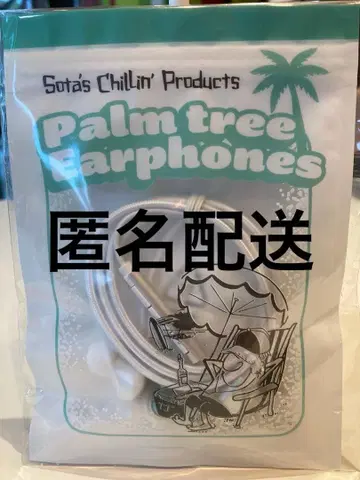 Sota's Chillin' Products
Palm tree
Earphones
匿名配送